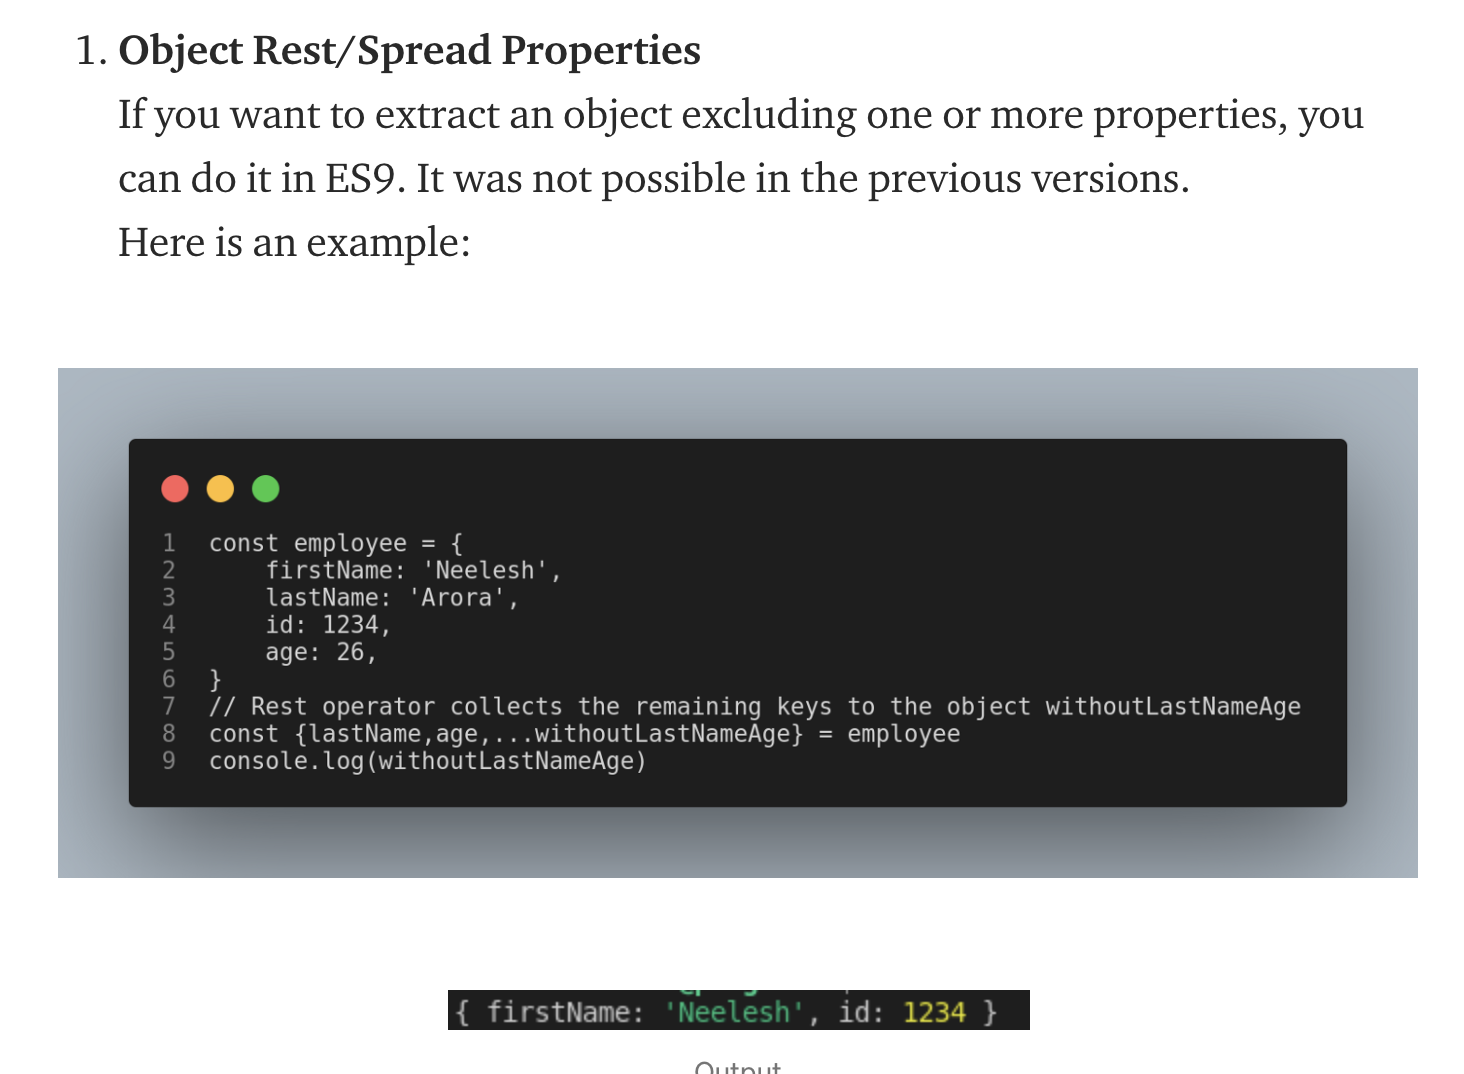 1. Object Rest/Spread Properties
If you want to extract an object excluding one or more properties, you
can do it in ES9. It was not possible in the previous versions.
Here is an example:
1 const employee = {
2     firstName: 'Neelesh',
3     lastName: 'Arora',
4     id: 1234,
5     age: 26,
6 }
7 // Rest operator collects the remaining keys to the object withoutLastNameAge
8 const {lastName,age,...withoutLastNameAge} = employee
9 console.log(withoutLastNameAge)
{ firstName: 'Neelesh', id: 1234 }
Output